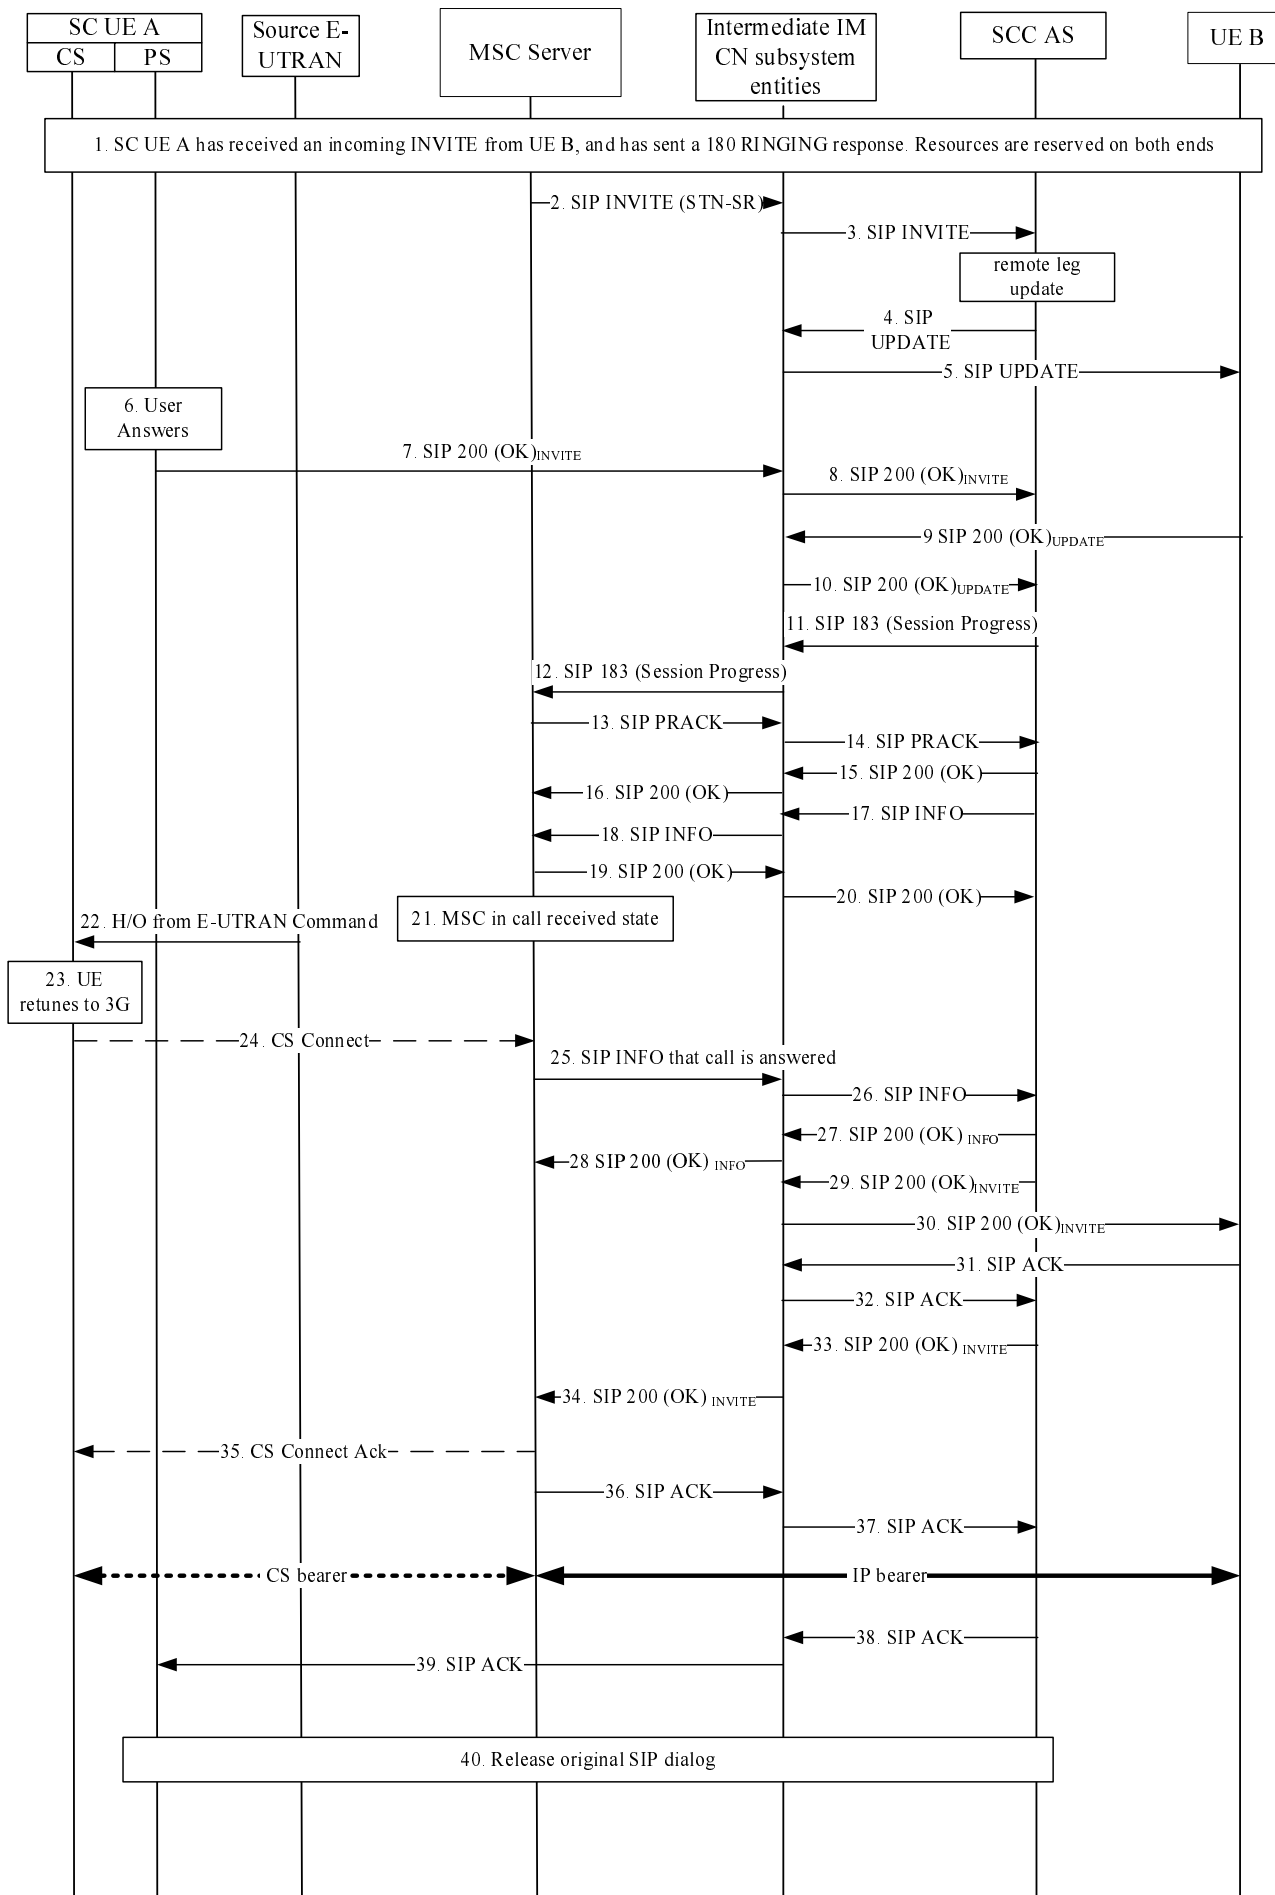 SC UE A
CS
PS
Source E-
UTRAN
MSC Server
Intermediate IM
CN subsystem
entities
SCC AS
UE B
1. SC UE A has received an incoming INVITE from UE B, and has sent a 180 RINGING response. Resources are reserved on both ends
2. SIP INVITE (STN-SR)
3. SIP INVITE
remote leg
update
4. SIP
UPDATE
5. SIP UPDATE
6. User
Answers
7. SIP 200 (OK)INVITE
8. SIP 200 (OK)INVITE
9 SIP 200 (OK)UPDATE
10. SIP 200 (OK)UPDATE
11. SIP 183 (Session Progress)
12. SIP 183 (Session Progress)
13. SIP PRACK
14. SIP PRACK
15. SIP 200 (OK)
16. SIP 200 (OK)
17. SIP INFO
18. SIP INFO
19. SIP 200 (OK)
20. SIP 200 (OK)
21. MSC in call received state
22. H/O from E-UTRAN Command
23. UE
retunes to 3G
24. CS Connect
25. SIP INFO that call is answered
26. SIP INFO
27. SIP 200 (OK) INFO
28 SIP 200 (OK) INFO
29. SIP 200 (OK)INVITE
30. SIP 200 (OK)INVITE
31. SIP ACK
32. SIP ACK
33. SIP 200 (OK) INVITE
34. SIP 200 (OK) INVITE
35. CS Connect Ack
36. SIP ACK
37. SIP ACK
CS bearer
IP bearer
38. SIP ACK
39. SIP ACK
40. Release original SIP dialog